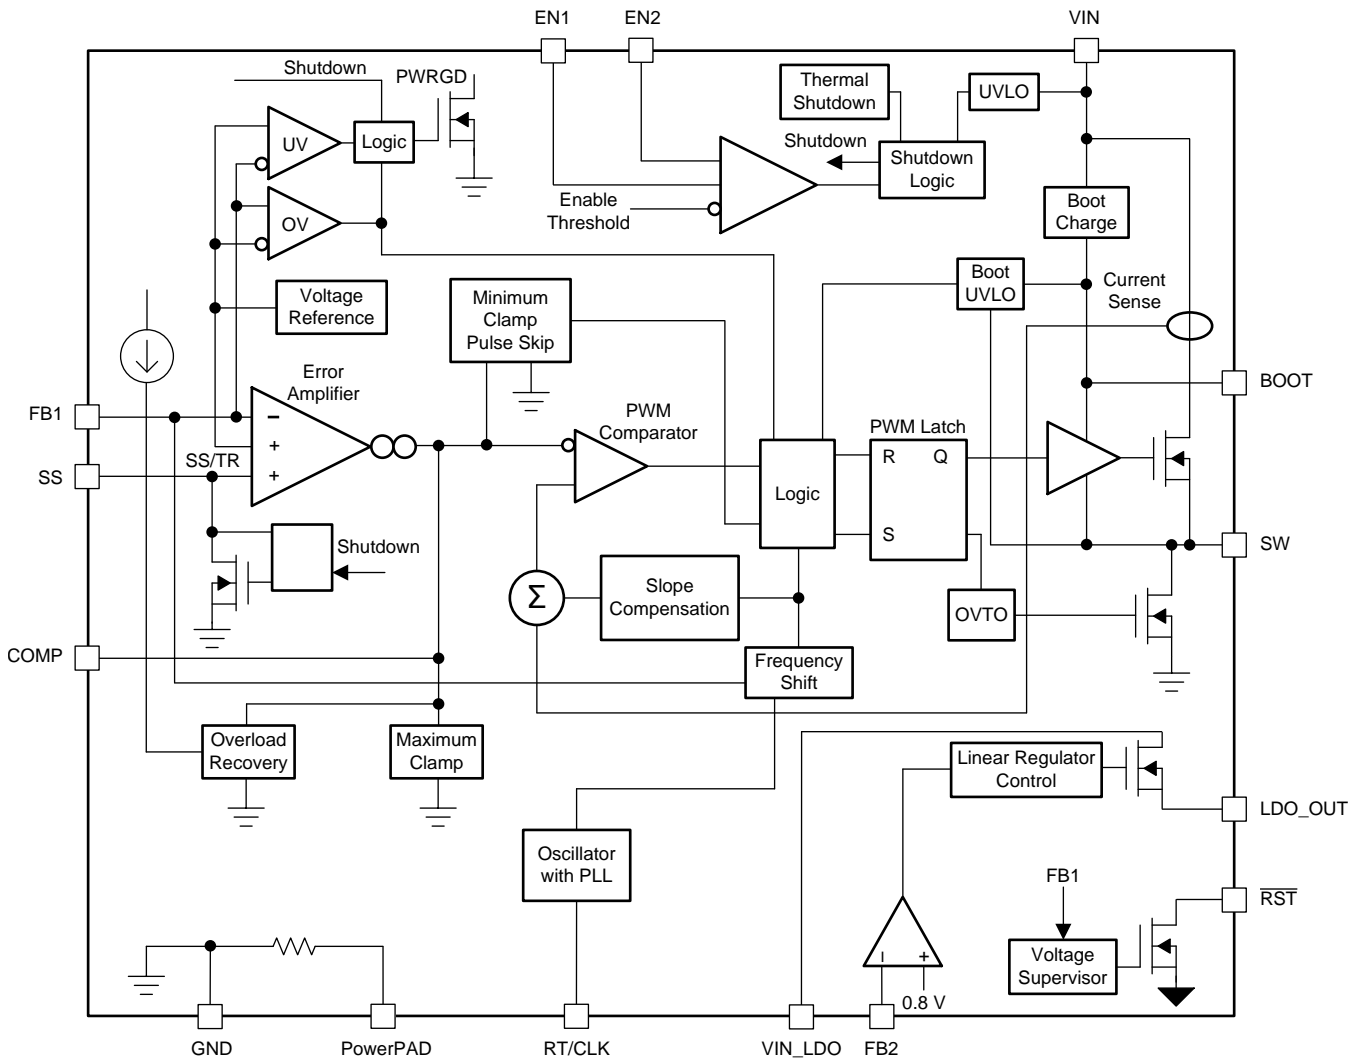 EN1
EN2
VIN
Shutdown
PWRGD
Thermal
Shutdown
UVLO
UV
Logic
Shutdown
Shutdown
Logic
Enable
Threshold
Boot
Charge
OV
Boot
UVLO
Current
Sense
Voltage
Reference
Minimum
Clamp
Pulse Skip
Error
Amplifier
BOOT
FB1
−
+
+
PWM
Comparator
PWM Latch
R
Q
S
SS/TR
SS
Logic
Shutdown
SW
Σ
Slope
Compensation
OVTO
COMP
Frequency
Shift
Overload
Recovery
Maximum
Clamp
Linear Regulator
Control
LDO_OUT
Oscillator
with PLL
FB1
RST
Voltage
Supervisor
−
+
0.8 V
GND
PowerPAD
RT/CLK
VIN_LDO
FB2